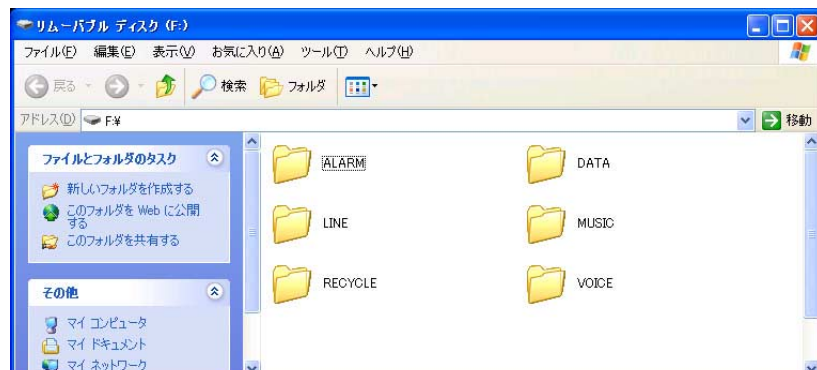 リムーバブル ディスク (F:)
ファイル(F) 編集(E) 表示(V) お気に入り(A) ツール(T) ヘルプ(H)
戻る 検索 フォルダ
アドレス(D) F:¥ 移動
ファイルとフォルダのタスク
新しいフォルダを作成する
このフォルダを Web に公開
する
このフォルダを共有する
その他
マイ コンピュータ
マイ ドキュメント
マイ ネットワーク
ALARM DATA
LINE MUSIC
RECYCLE VOICE